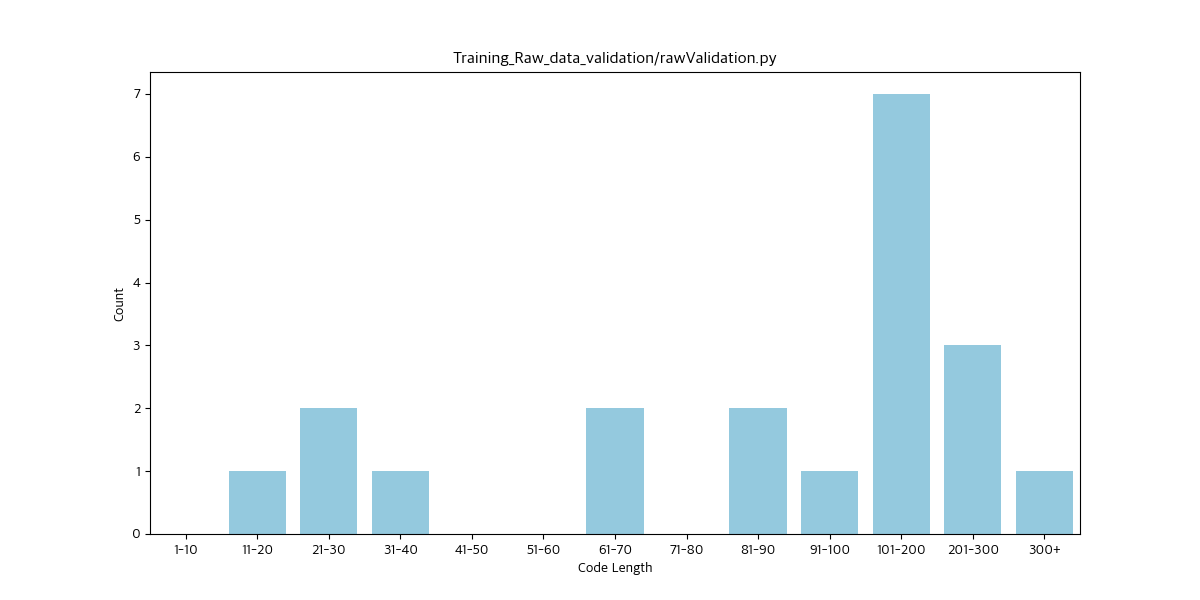 Training_Raw_data_validation/rawValidation.py
7
6
5
4
3
2
1
0
Count
1-10 11-20 21-30 31-40 41-50 51-60 61-70 71-80 81-90 91-100 101-200 201-300 300+
Code Length